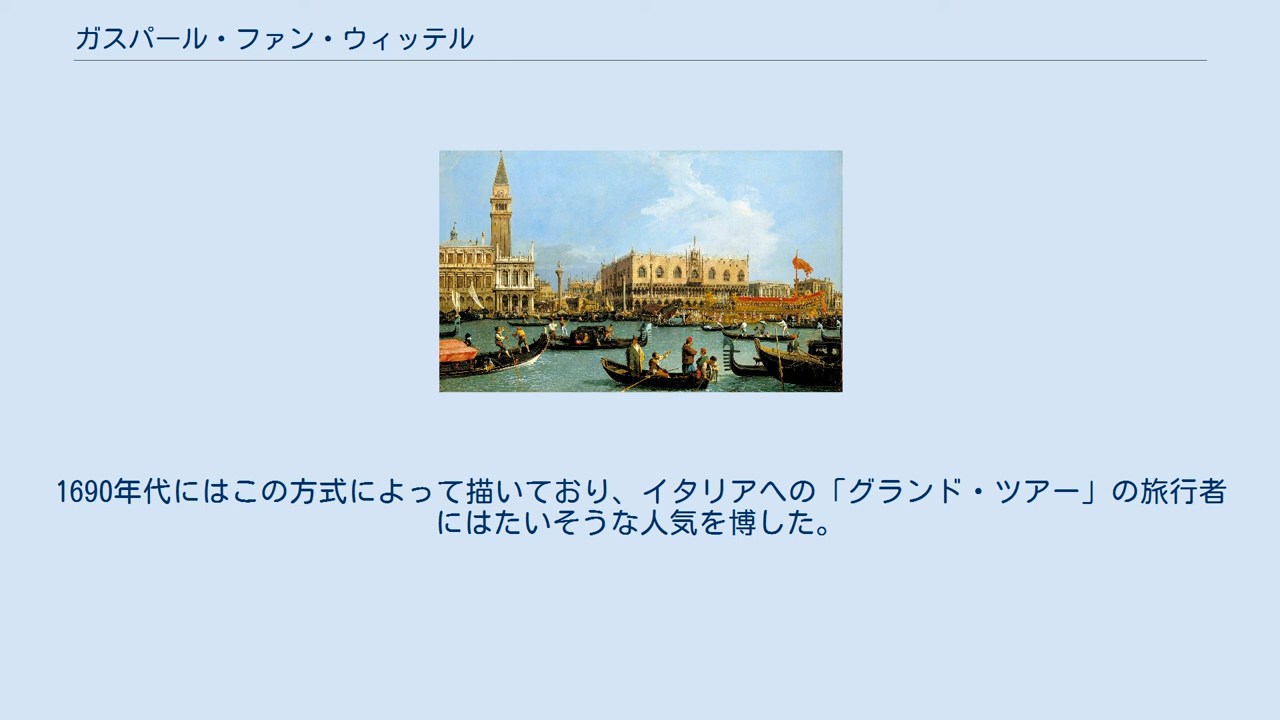 ガスパール・ファン・ウィッテル
1690年代にはこの方式によって描いており、イタリアへの「グランド・ツアー」の旅行者
にはたいそうな人気を博した。